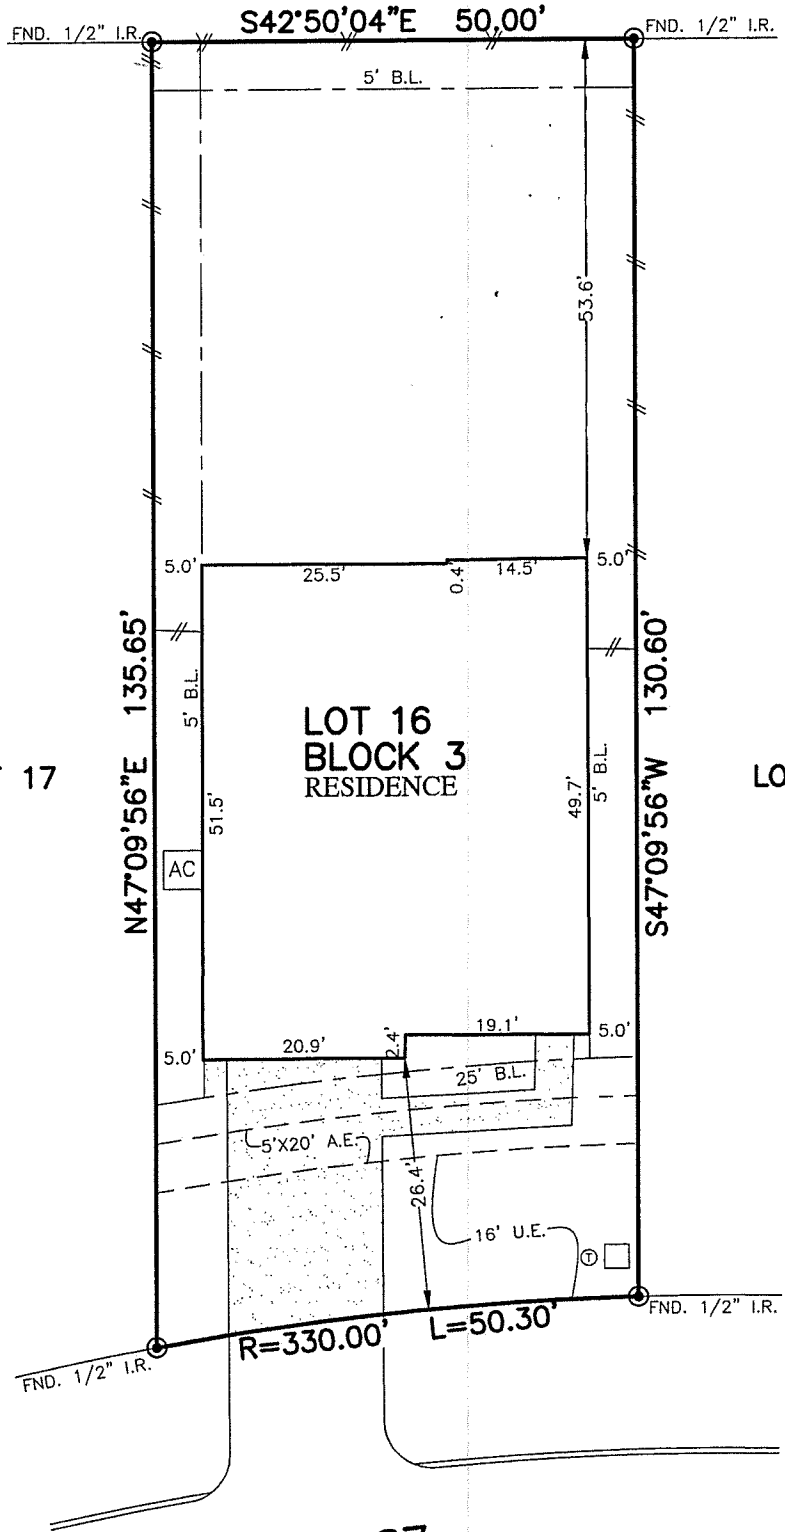 FND. 1/2" I.R.
S42°50'04"E 50.00'
FND. 1/2" I.R.
5' B.L.
53.6'
5.0'
25.5'
0.4'
14.5'
5.0'
N47°09'56"E 135.65'
5' B.L.
LOT 16
BLOCK 3
RESIDENCE
S47°09'56"W 130.60'
5' B.L.
17
LO
51.5'
49.7'
AC
5.0'
20.9'
2.4'
19.1'
5.0'
25' B.L.
5'X20' A.E.
26.4'
16' U.E.
T
R=330.00' L=50.30'
FND. 1/2" I.R.
FND. 1/2" I.R.